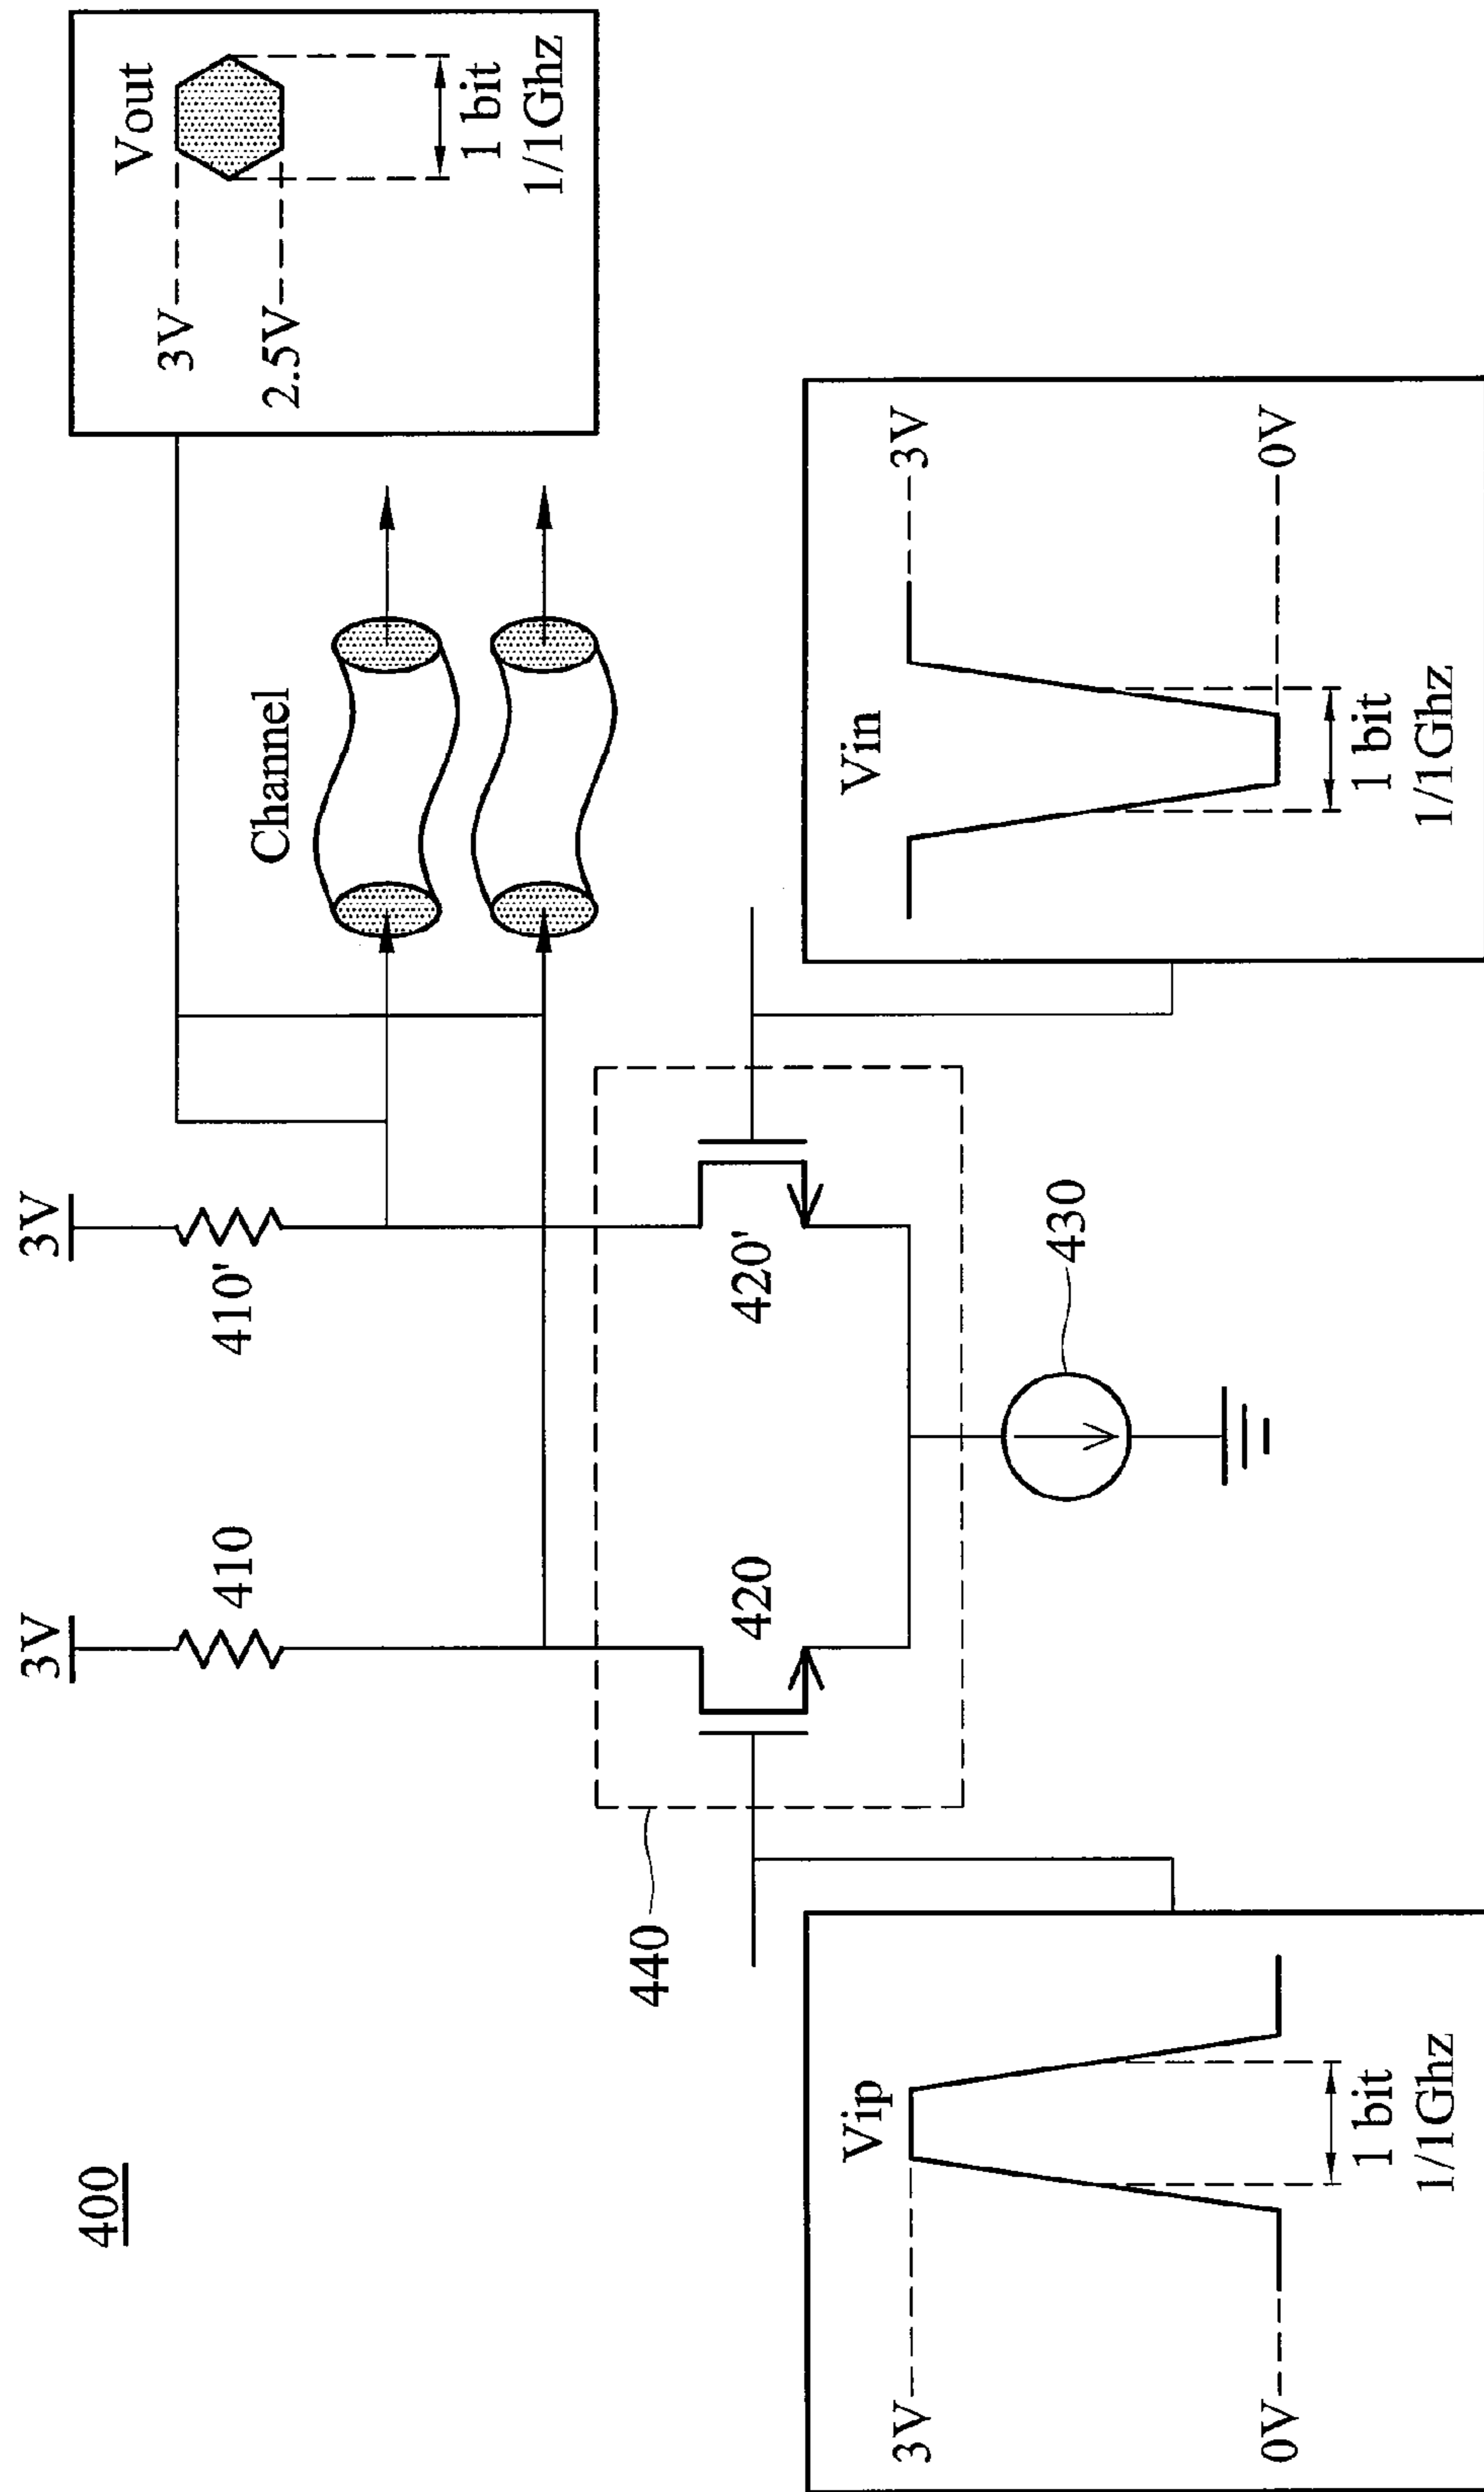 400
3V
3V
410
410'
Channel
Vout
3V
2.5V
1 bit
1/1Ghz
440
420
420'
430
Vip
3V
0V
1 bit
1/1Ghz
Vin
3V
0V
1 bit
1/1Ghz